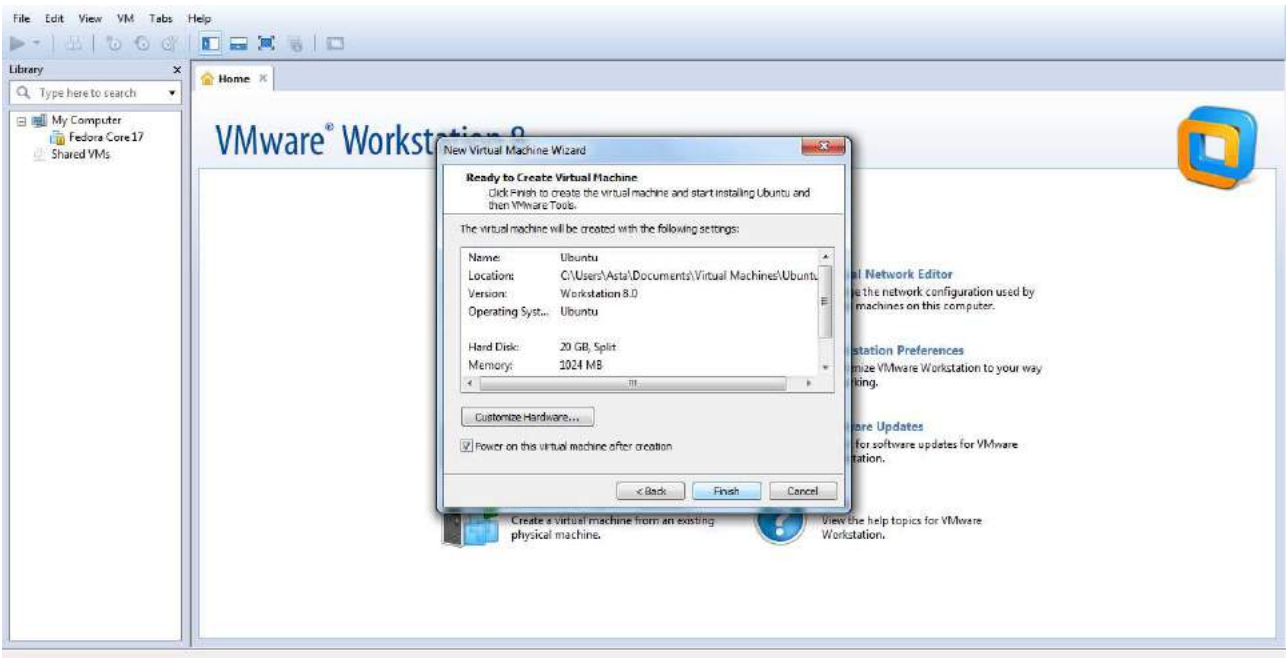 File Edit View VM Tabs Help
Library x
Type here to search
Home
My Computer
Fedora Core 17
Shared VMs
VMware® Workstation 8
New Virtual Machine Wizard
Ready to Create Virtual Machine
Click Finish to create the virtual machine and start installing Ubuntu and
then VMware Tools.
The virtual machine will be created with the following settings:
Name: Ubuntu
Location: C:\Users\Asta\Documents\Virtual Machines\Ubuntu
Version: Workstation 8.0
Operating Syst... Ubuntu
Hard Disk: 20 GB, Split
Memory: 1024 MB
Customize Hardware...
Power on this virtual machine after creation
< Back Finish Cancel
Network Editor
the network configuration used by
machines on this computer.
Preferences
VMware Workstation to your way
Updates
for software updates for VMware
Create a virtual machine from an existing
physical machine.
View the help topics for VMware
Workstation.